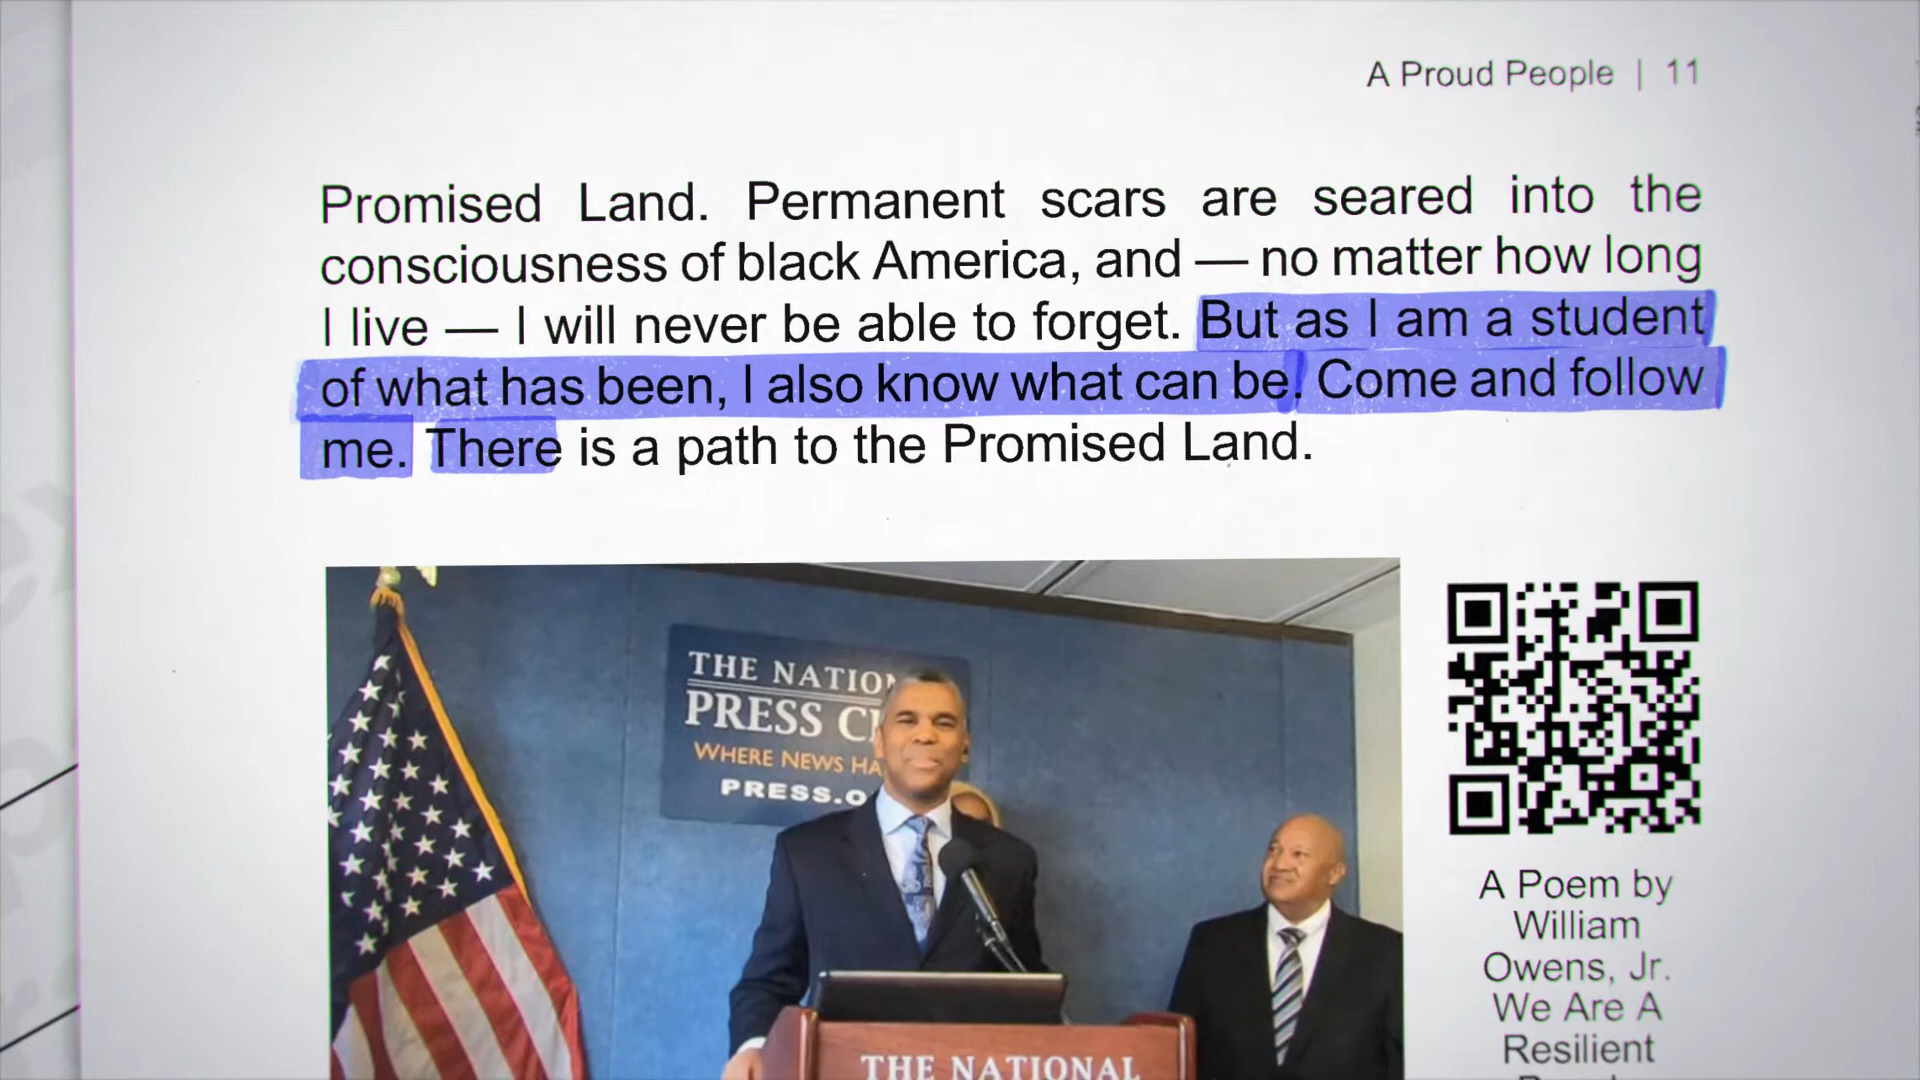 A Proud People | 11
Promised Land. Permanent scars are seared into the
consciousness of black America, and — no matter how long
I live — I will never be able to forget. But as I am a student
of what has been, I also know what can be. Come and follow
me. There is a path to the Promised Land.
THE NATION
PRESS CL
WHERE NEWS HA
PRESS.O
THE NATIONAL
A Poem by
William
Owens, Jr.
We Are A
Resilient